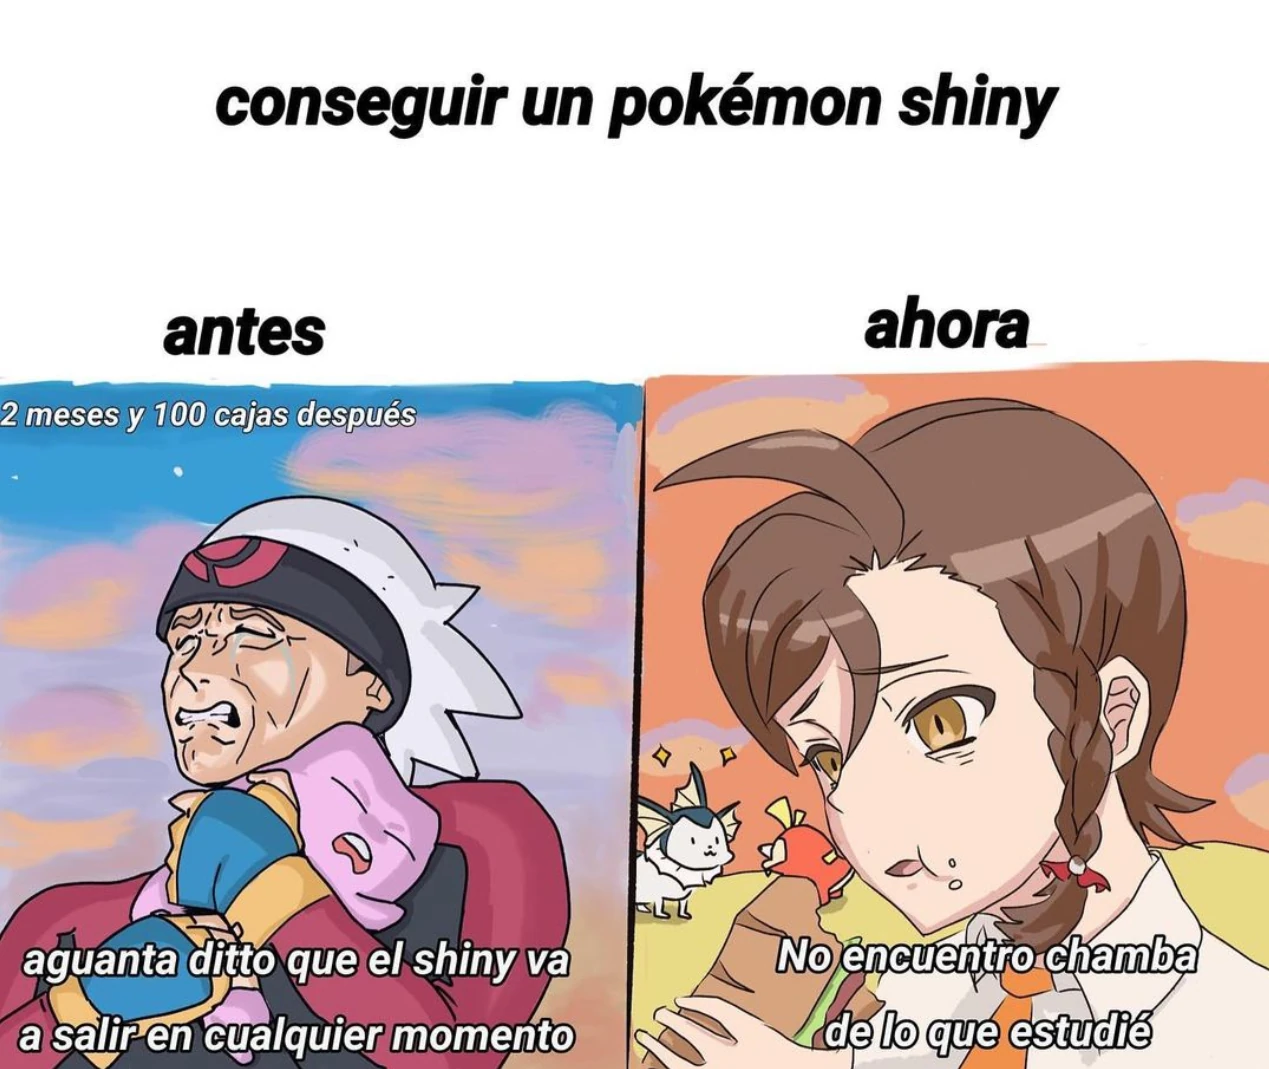 conseguir un pokémon shiny
antes
ahora
2 meses y 100 cajas después
aguanta ditto que el shiny va
a salir en cualquier momento
No encuentro chamba
de lo que estudié